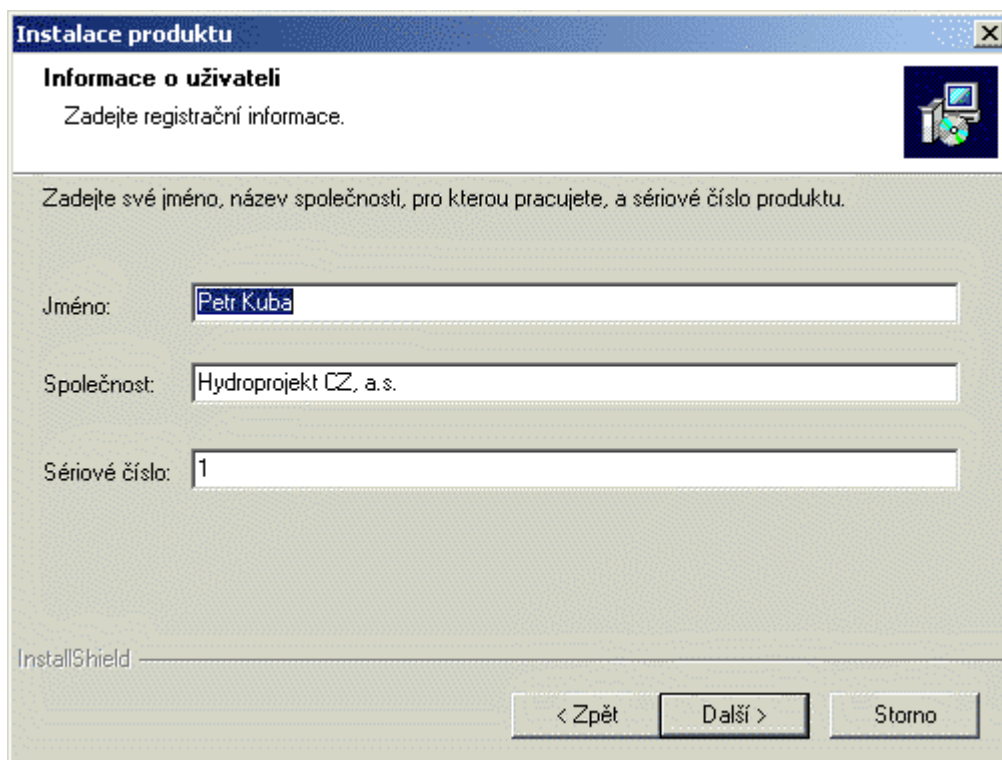 Instalace produktu
Informace o uživateli
Zadejte registrační informace.
Zadejte své jméno, název společnosti, pro kterou pracujete, a sériové číslo produktu.
Jméno: Petr Kuba
Společnost: Hydroprojekt CZ, a.s.
Sériové číslo: 1
InstallShield
< Zpět Další > Storno